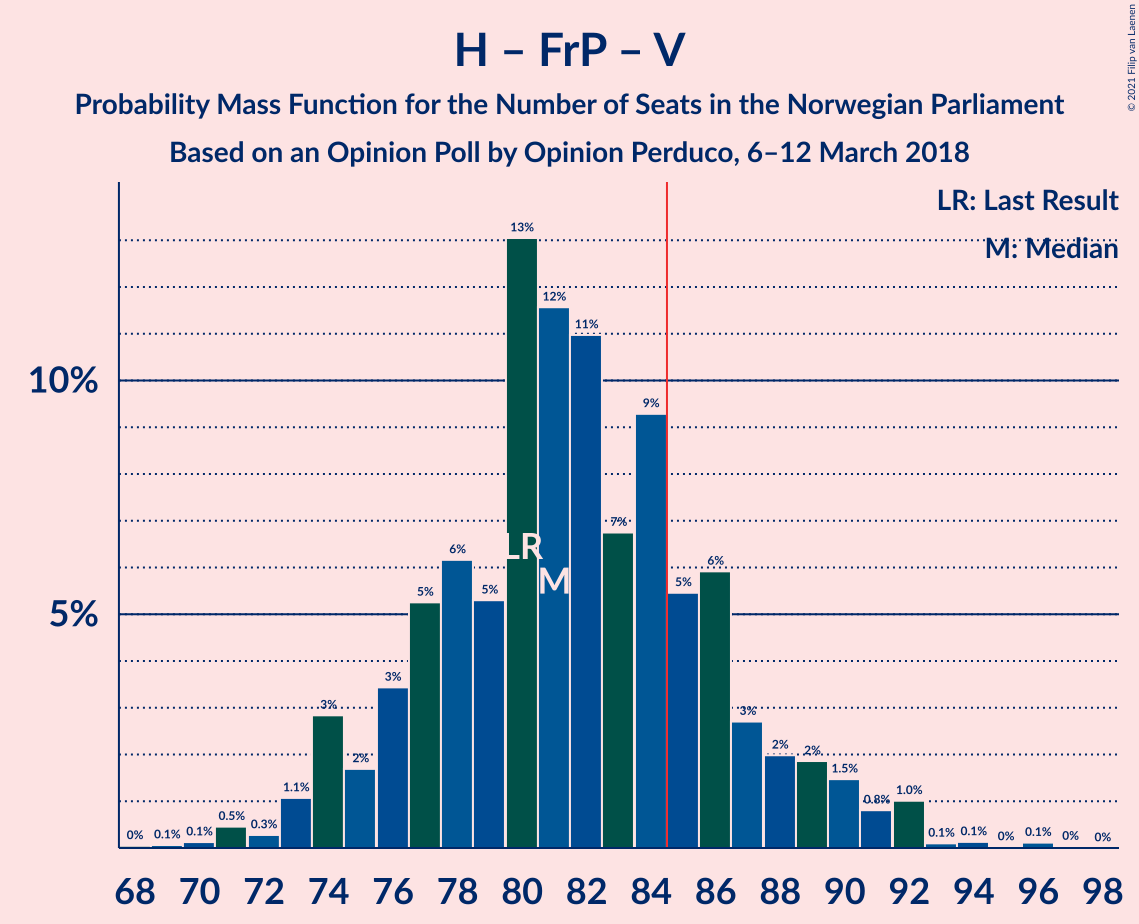 H – FrP – V
Probability Mass Function for the Number of Seats in the Norwegian Parliament
Based on an Opinion Poll by Opinion Perduco, 6–12 March 2018
© 2021 Filip van Laenen
LR: Last Result
M: Median
10%
5%
0% 0.1% 0.1% 0.5% 0.3% 1.1% 3% 2% 3% 5% 6% 5% 13% 12% 11% 7% 9% 5% 6% 3% 2% 2% 1.5% 0.8% 1.0% 0.1% 0.1% 0% 0.1% 0% 0%
LR
M
68 70 72 74 76 78 80 82 84 86 88 90 92 94 96 98